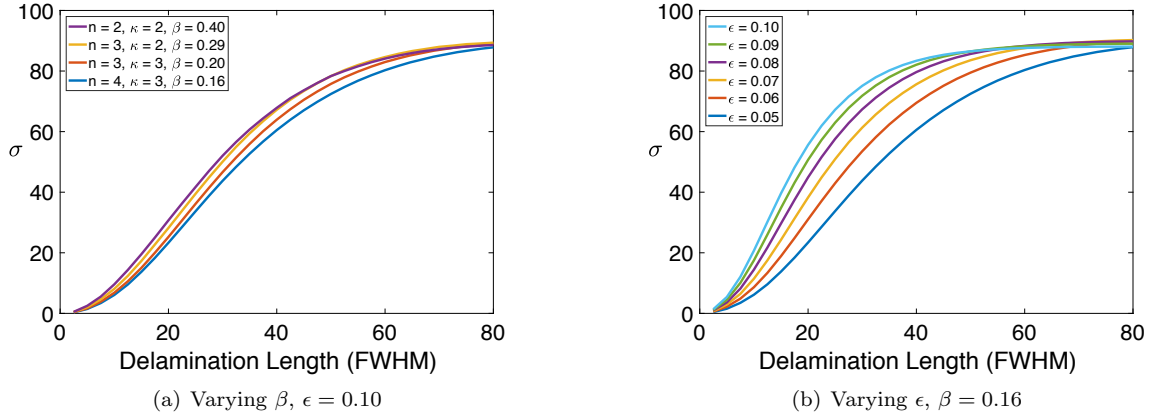 100
80
60
40
20
0
σ
n = 2, κ = 2, β = 0.40
n = 3, κ = 2, β = 0.29
n = 3, κ = 3, β = 0.20
n = 4, κ = 3, β = 0.16
0 20 40 60 80
Delamination Length (FWHM)
(a) Varying β, ϵ = 0.10
100
80
60
40
20
0
σ
ϵ = 0.10
ϵ = 0.09
ϵ = 0.08
ϵ = 0.07
ϵ = 0.06
ϵ = 0.05
0 20 40 60 80
Delamination Length (FWHM)
(b) Varying ϵ, β = 0.16